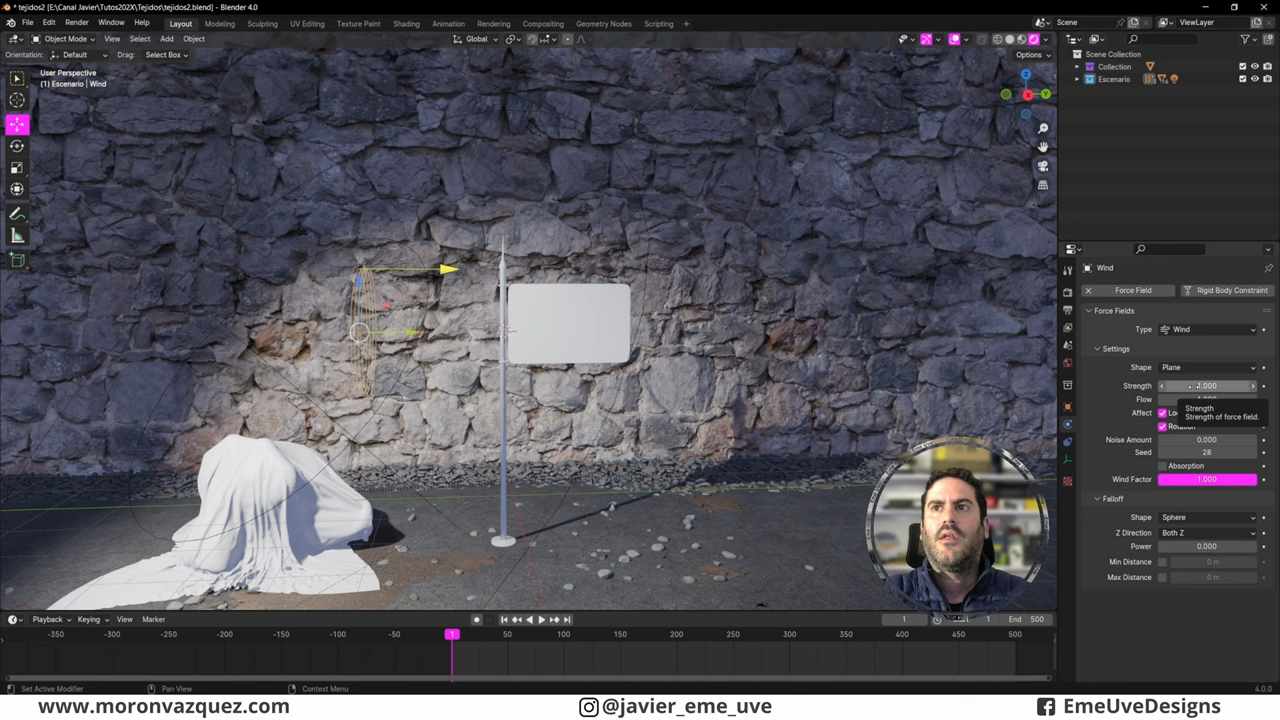 * tejidos2 [E:\Canal Javier\Tutos202X\Tejidos\tejidos2.blend] - Blender 4.0
File Edit Render Window Help Layout Modeling Sculpting UV Editing Texture Paint Shading Animation Rendering Compositing Geometry Nodes Scripting Scene ViewLayer
Object Mode View Select Add Object Global
Orientation: Default Drag: Select Box Options
User Perspective
(1) Escenario | Wind
Scene Collection
Collection
Escenario
Wind
Force Field Rigid Body Constraint
Force Fields
Type Wind
Settings
Shape Plane
Strength 1.000
Flow
Affect
Strength
Strength of force field.
Noise Amount 0.000
Seed 28
Absorption
Wind Factor 1.000
Falloff
Shape Sphere
Z Direction Both Z
Power 0.000
Min Distance 0 m
Max Distance 0 m
Playback Keying View Marker 1 1 End 500
-350 -300 -250 -200 -150 -100 -50 1 50 100 150 200 250 300 350 400 450 500
Set Active Modifier Pan View Context Menu 4.0.0
www.moronvazquez.com @javier_eme_uve EmeUveDesigns